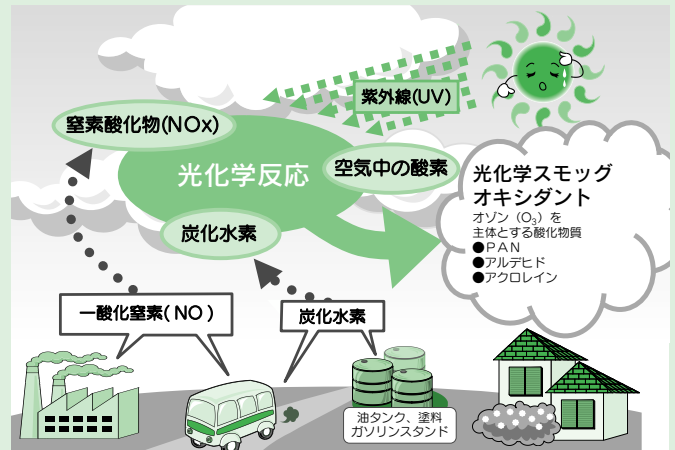 紫外線(UV)
窒素酸化物(NOx)
光化学反応
空気中の酸素
炭化水素
光化学スモッグ
オキシダント
オゾン（O₃）を
主体とする酸化物質
●PAN
●アルデヒド
●アクロレイン
一酸化窒素( NO )
炭化水素
油タンク、塗料
ガソリンスタンド